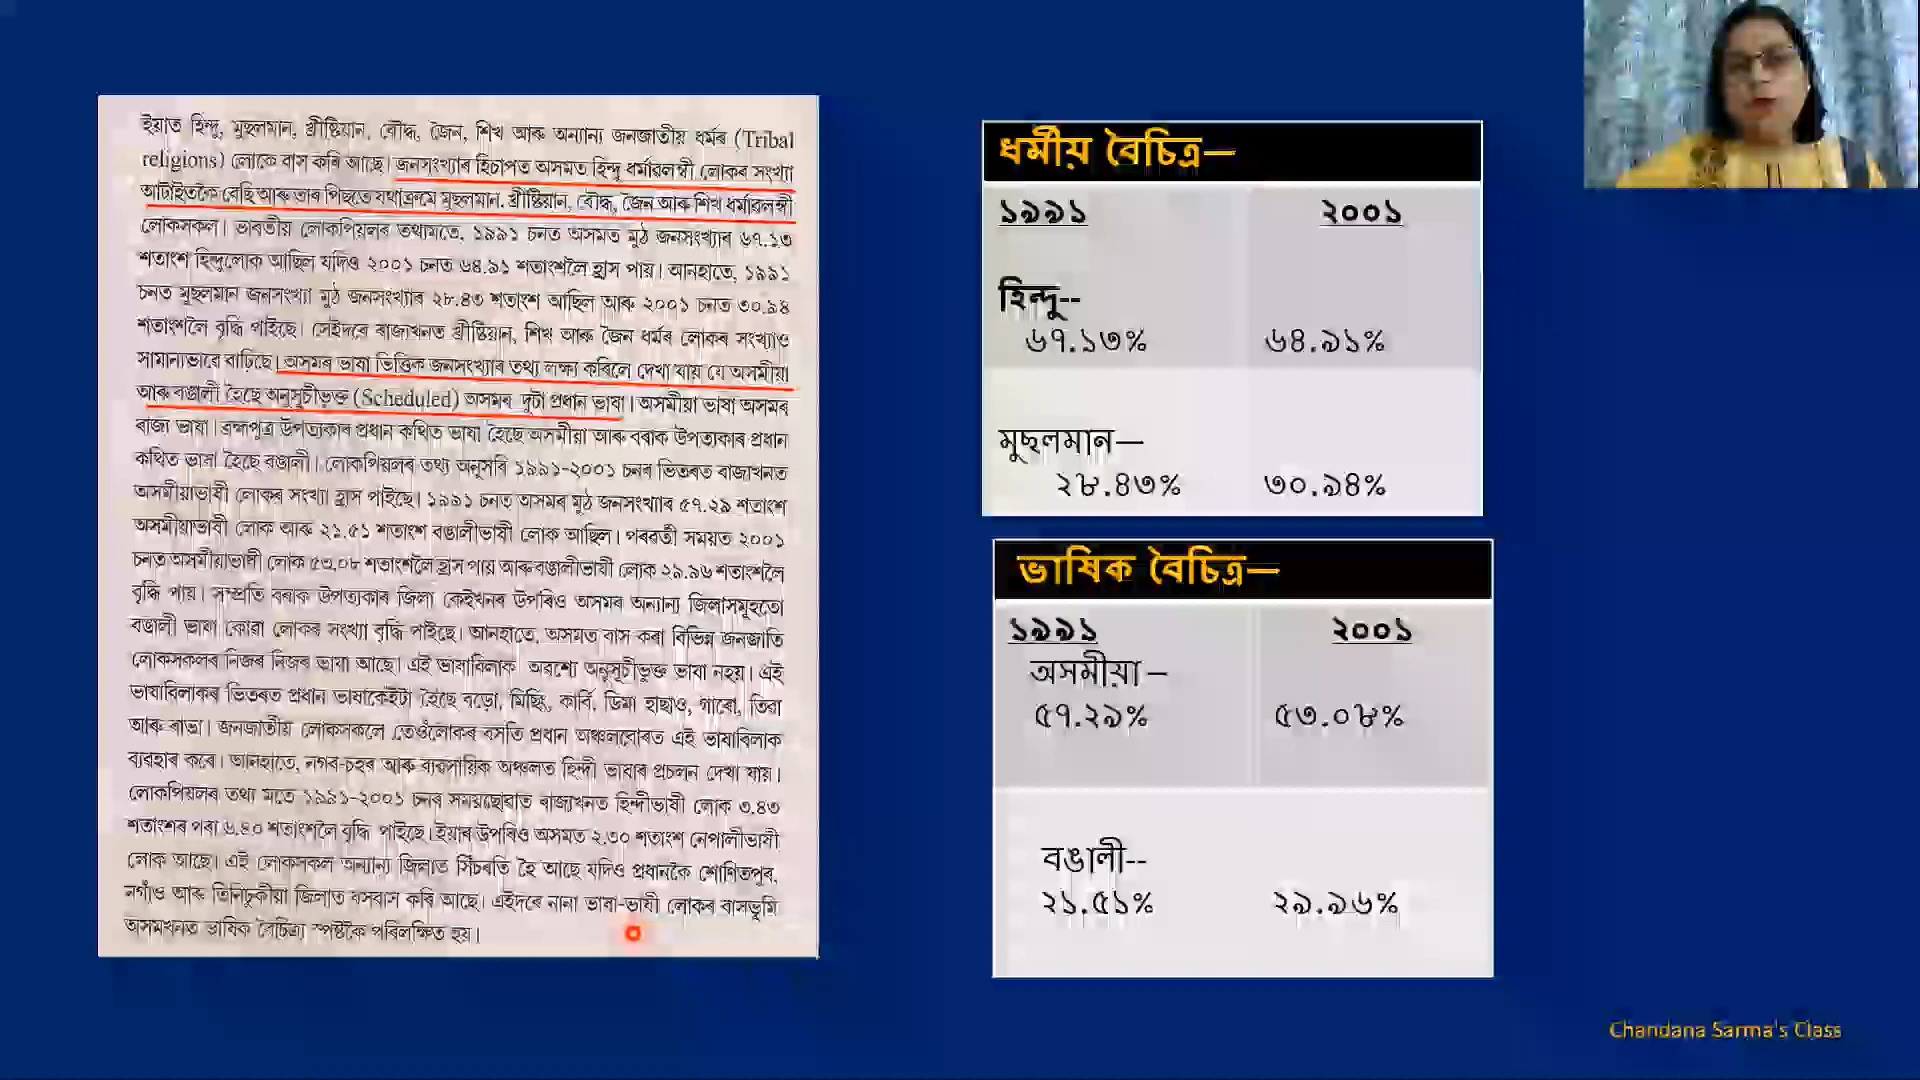 ইয়াত হিন্দু, মুছলমান, খ্ৰীষ্টিয়ান, বৌদ্ধ, জৈন, শিখ আৰু অন্যান্য জনজাতীয় ধৰ্মৰ (Tribal
religions) লোকে বাস কৰি আছে। জনসংখ্যাৰ হিচাপত অসমত হিন্দু ধৰ্মাৱলম্বী লোকৰ সংখ্যা
আটাইতকৈ বেছি আৰু তাৰ পিছতে যথাক্ৰমে মুছলমান, খ্ৰীষ্টিয়ান, বৌদ্ধ, জৈন আৰু শিখ ধৰ্মাৱলম্বী
লোকসকল। ভাৰতীয় লোকপিয়লৰ তথ্যমতে, ১৯৯১ চনত অসমত মুঠ জনসংখ্যাৰ ৬৭.১৩
শতাংশ হিন্দুলোক আছিল যদিও ২০০১ চনত ৬৪.৯১ শতাংশলৈ হ্ৰাস পায়। আনহাতে, ১৯৯১
চনত মুছলমান জনসংখ্যা মুঠ জনসংখ্যাৰ ২৮.৪৩ শতাংশ আছিল আৰু ২০০১ চনত ৩০.৯৪
শতাংশলৈ বৃদ্ধি পাইছে। সেইদৰে ৰাজ্যখনত খ্ৰীষ্টিয়ান, শিখ আৰু জৈন ধৰ্মৰ লোকৰ সংখ্যাও
সামান্যভাৱে বাঢ়িছে। অসমৰ ভাষা ভিত্তিক জনসংখ্যাৰ তথ্য লক্ষ্য কৰিলে দেখা যায় যে অসমীয়া
আৰু বঙালী হৈছে অনুসূচীভুক্ত (Scheduled) অসমৰ দুটা প্ৰধান ভাষা। অসমীয়া ভাষা অসমৰ
ৰাজ্য ভাষা। ব্ৰহ্মপুত্ৰ উপত্যকাৰ প্ৰধান কথিত ভাষা হৈছে অসমীয়া আৰু বৰাক উপত্যকাৰ প্ৰধান
কথিত ভাষা হৈছে বঙালী। লোকপিয়লৰ তথ্য অনুসৰি ১৯৯১-২০০১ চনৰ ভিতৰত ৰাজ্যখনত
অসমীয়াভাষী লোকৰ সংখ্যা হ্ৰাস পাইছে। ১৯৯১ চনত অসমৰ মুঠ জনসংখ্যাৰ ৫৭.২৯ শতাংশ
অসমীয়াভাষী লোক আৰু ২১.৫১ শতাংশ বঙালীভাষী লোক আছিল। পৰৱৰ্তী সময়ত ২০০১
চনত অসমীয়াভাষী লোক ৫৩.০৮ শতাংশলৈ হ্ৰাস পায় আৰু বঙালীভাষী লোক ২৯.৯৬ শতাংশলৈ
বৃদ্ধি পায়। সম্প্ৰতি বৰাক উপত্যকাৰ জিলা কেইখনৰ উপৰিও অসমৰ অন্যান্য জিলাসমূহতো
বঙালী ভাষা কোৱা লোকৰ সংখ্যা বৃদ্ধি পাইছে। আনহাতে, অসমত বাস কৰা বিভিন্ন জনজাতি
লোকসকলৰ নিজৰ নিজৰ ভাষা আছে। এই ভাষাবিলাক অৱশ্যে অনুসূচীভুক্ত ভাষা নহয়। এই
ভাষাবিলাকৰ ভিতৰত প্ৰধান ভাষাকেইটা হৈছে বড়ো, মিছিং, কাৰ্বি, ডিমা হাছাও, গাৰো, তিৱা
আৰু ৰাভা। জনজাতীয় লোকসকলে তেওঁলোকৰ বসতি প্ৰধান অঞ্চলবোৰত এই ভাষাবিলাক
ব্যৱহাৰ কৰে। আনহাতে, নগৰ-চহৰ আৰু ব্যৱসায়িক অঞ্চলত হিন্দী ভাষাৰ প্ৰচলন দেখা যায়।
লোকপিয়লৰ তথ্য মতে ১৯৯১-২০০১ চনৰ সময়ছোৱাত ৰাজ্যখনত হিন্দীভাষী লোক ৩.৪৩
শতাংশৰ পৰা ৬.৪০ শতাংশলৈ বৃদ্ধি পাইছে। ইয়াৰ উপৰিও অসমত ২.৩০ শতাংশ নেপালীভাষী
লোক আছে। এই লোকসকল অন্যান্য জিলাত সিঁচৰতি হৈ আছে যদিও প্ৰধানকৈ শোণিতপুৰ,
নগাঁও আৰু তিনিচুকীয়া জিলাত বসবাস কৰি আছে। এইদৰে নানা ভাষা-ভাষী লোকৰ বাসভূমি
অসমখনত ভাষিক বৈচিত্ৰ্য স্পষ্টকৈ পৰিলক্ষিত হয়।
ধৰ্মীয় বৈচিত্ৰ—
১৯৯১ ২০০১
হিন্দু--
৬৭.১৩% ৬৪.৯১%
মুছলমান—
২৮.৪৩% ৩০.৯৪%
ভাষিক বৈচিত্ৰ—
১৯৯১ ২০০১
অসমীয়া –
৫৭.২৯% ৫৩.০৮%
বঙালী--
২১.৫১% ২৯.৯৬%
Chandana Sarma's Class